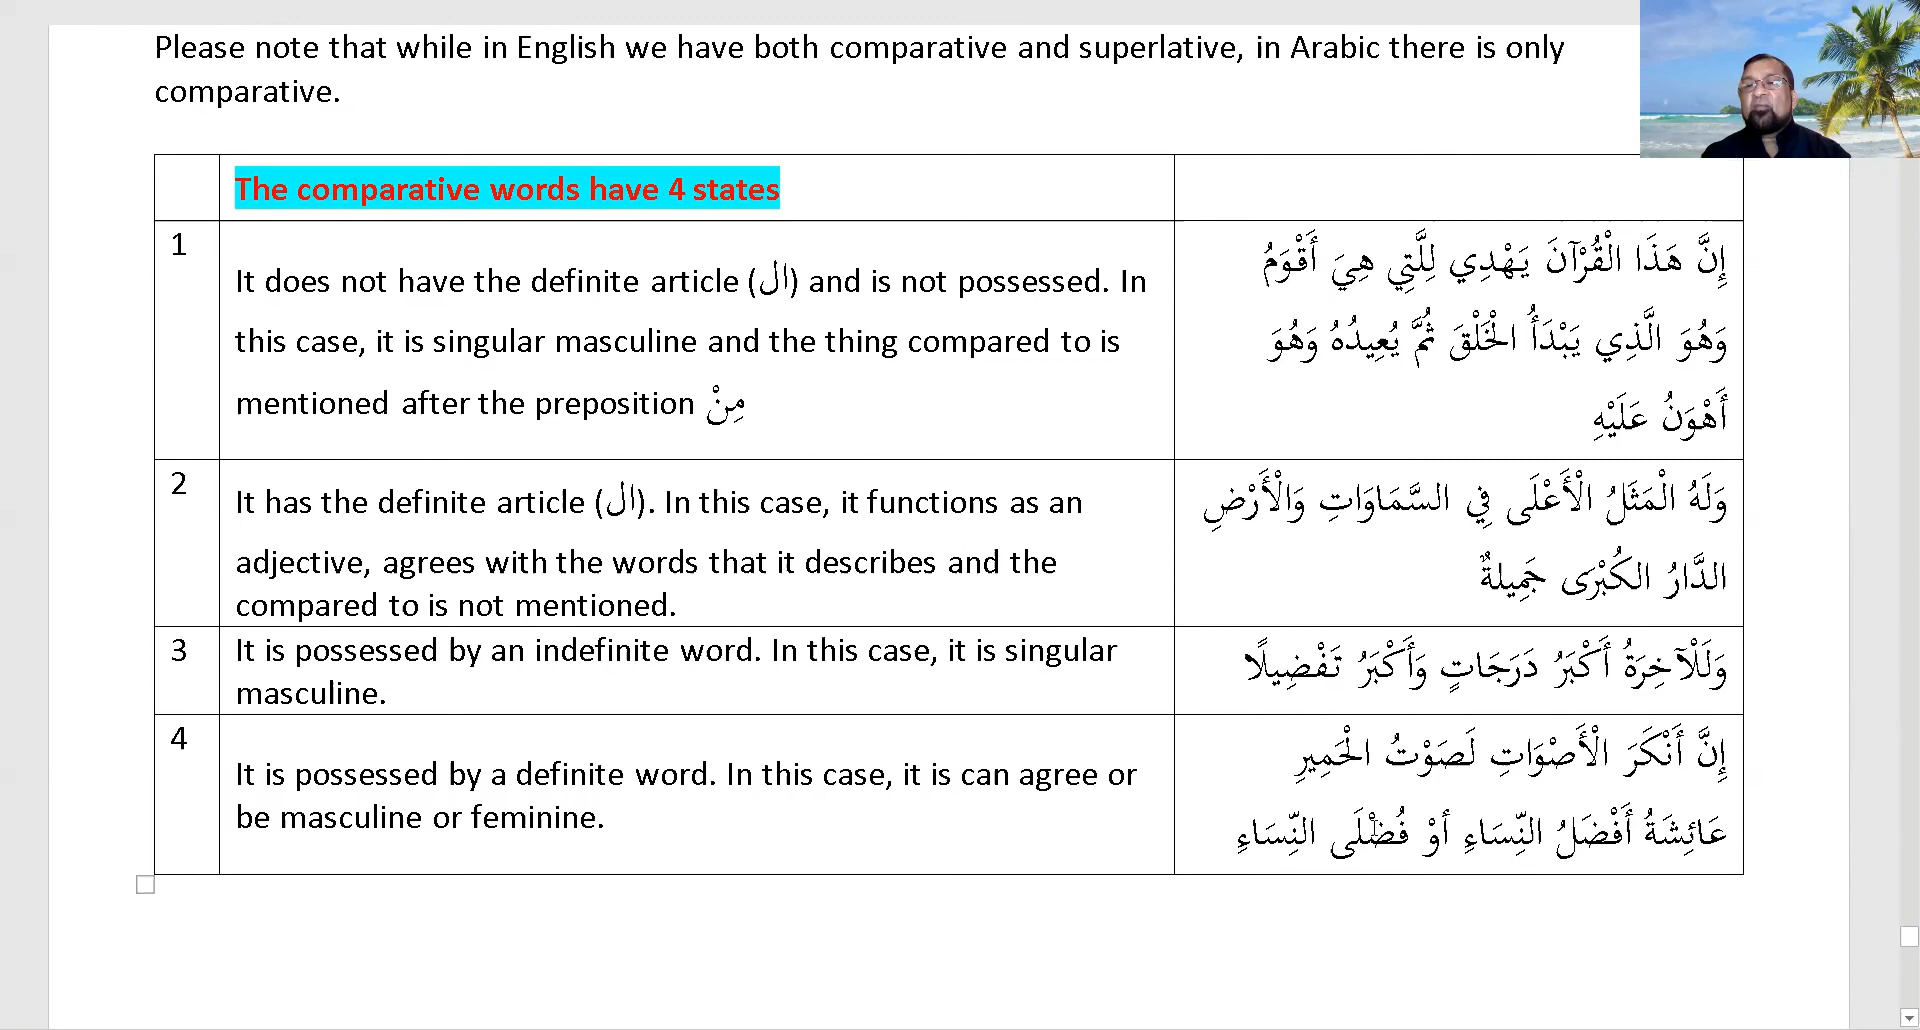 Please note that while in English we have both comparative and superlative, in Arabic there is only
comparative.
The comparative words have 4 states
1
It does not have the definite article (ال) and is not possessed. In
this case, it is singular masculine and the thing compared to is
mentioned after the preposition مِنْ
إِنَّ هَذَا الْقُرْآنَ يَهْدِي لِلَّتِي هِيَ أَقْوَمُ
وَهُوَ الَّذِي يَبْدَأُ الْخَلْقَ ثُمَّ يُعِيدُهُ وَهُوَ
أَهْوَنُ عَلَيْهِ
2
It has the definite article (ال). In this case, it functions as an
adjective, agrees with the words that it describes and the
compared to is not mentioned.
وَلَهُ الْمَثَلُ الْأَعْلَى فِي السَّمَاوَاتِ وَالْأَرْضِ
الدَّارُ الكُبْرَى جَمِيلةٌ
3
It is possessed by an indefinite word. In this case, it is singular
masculine.
وَلَلْآخِرَةُ أَكْبَرُ دَرَجَاتٍ وَأَكْبَرُ تَفْضِيلًا
4
It is possessed by a definite word. In this case, it is can agree or
be masculine or feminine.
إِنَّ أَنْكَرَ الْأَصْوَاتِ لَصَوْتُ الْحَمِيرِ
عَائِشَةُ أَفْضَلُ النِّسَاءِ أوْ فُضْلَى النِّسَاءِ